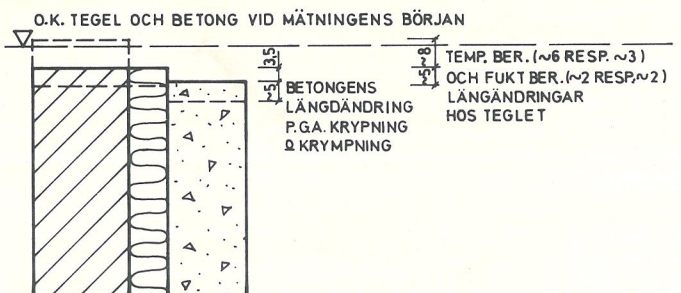 O.K. TEGEL OCH BETONG VID MÄTNINGENS BÖRJAN
3,5
~5
BETONGENS
LÄNGDÄNDRING
P.G.A. KRYPNING
Ω KRYMPNING
~8
~5
TEMP. BER. (~6 RESP. ~3)
OCH FUKT BER. (~2 RESP. ~2)
LÄNGÄNDRINGAR
HOS TEGLET